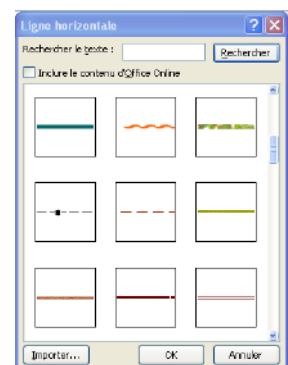 Ligne horizontale
Rechercher le texte :
Rechercher
Inclure le contenu d'Office Online
Importer...
OK
Annuler